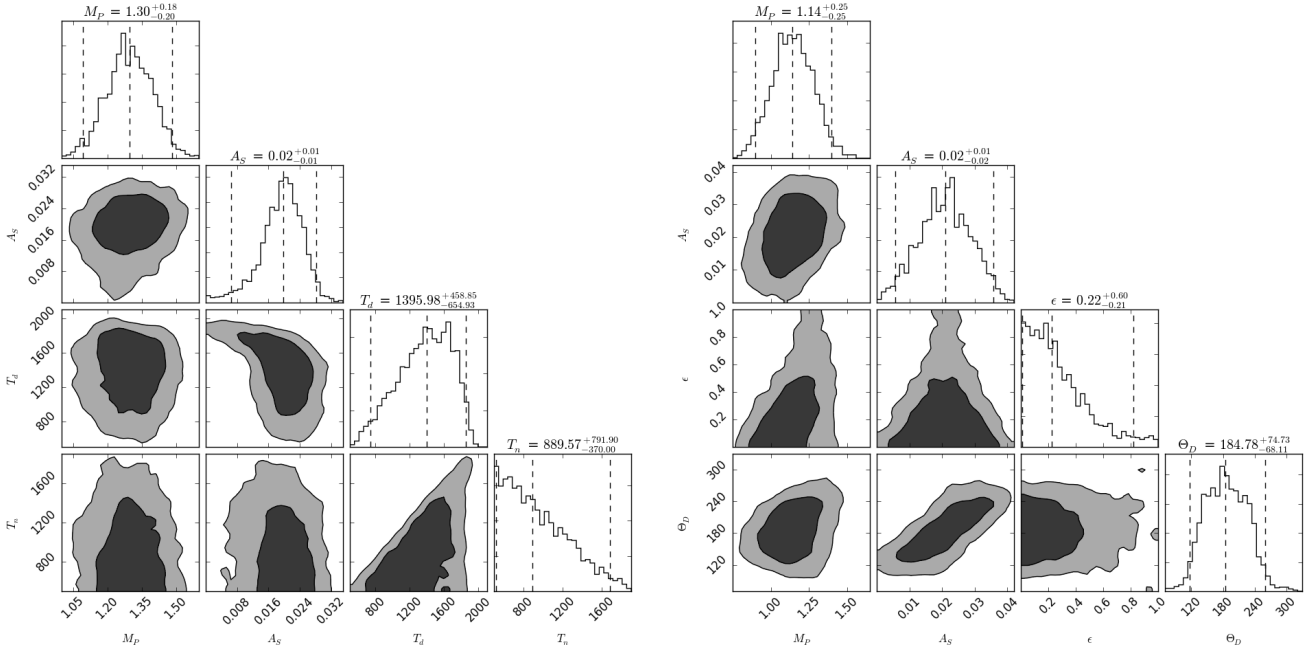 M_P = 1.30^{+0.18}_{-0.20}
A_S = 0.02^{+0.01}_{-0.01}
T_d = 1395.98^{+458.85}_{-654.93}
T_n = 889.57^{+791.90}_{-370.00}
A_S
0.032
0.024
0.016
0.008
T_d
2000
1600
1200
800
T_n
1600
1200
800
1.05
1.20
1.35
1.50
M_P
0.008
0.016
0.024
0.032
A_S
800
1200
1600
2000
T_d
800
1200
1600
T_n
M_P = 1.14^{+0.25}_{-0.25}
A_S = 0.02^{+0.01}_{-0.02}
ϵ = 0.22^{+0.60}_{-0.21}
Θ_D = 184.78^{+74.73}_{-68.11}
A_S
0.04
0.03
0.02
0.01
ϵ
1.0
0.8
0.6
0.4
0.2
Θ_D
300
240
180
120
1.00
1.25
1.50
M_P
0.01
0.02
0.03
0.04
A_S
0.2
0.4
0.6
0.8
1.0
ϵ
120
180
240
300
Θ_D